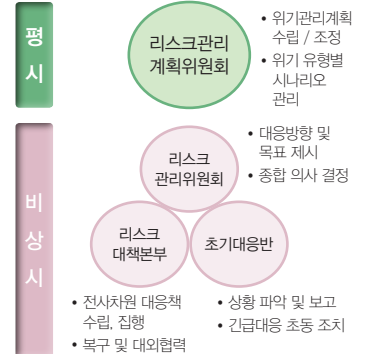 평
시
리스크관리
계획위원회
• 위기관리계획
수립 / 조정
• 위기 유형별
시나리오
관리
비
상
시
리스크
관리위원회
• 대응방향 및
목표 제시
• 종합 의사 결정
리스크
대책본부
초기대응반
• 전사차원 대응책
수립, 집행
• 복구 및 대외협력
• 상황 파악 및 보고
• 긴급대응 초동 조치